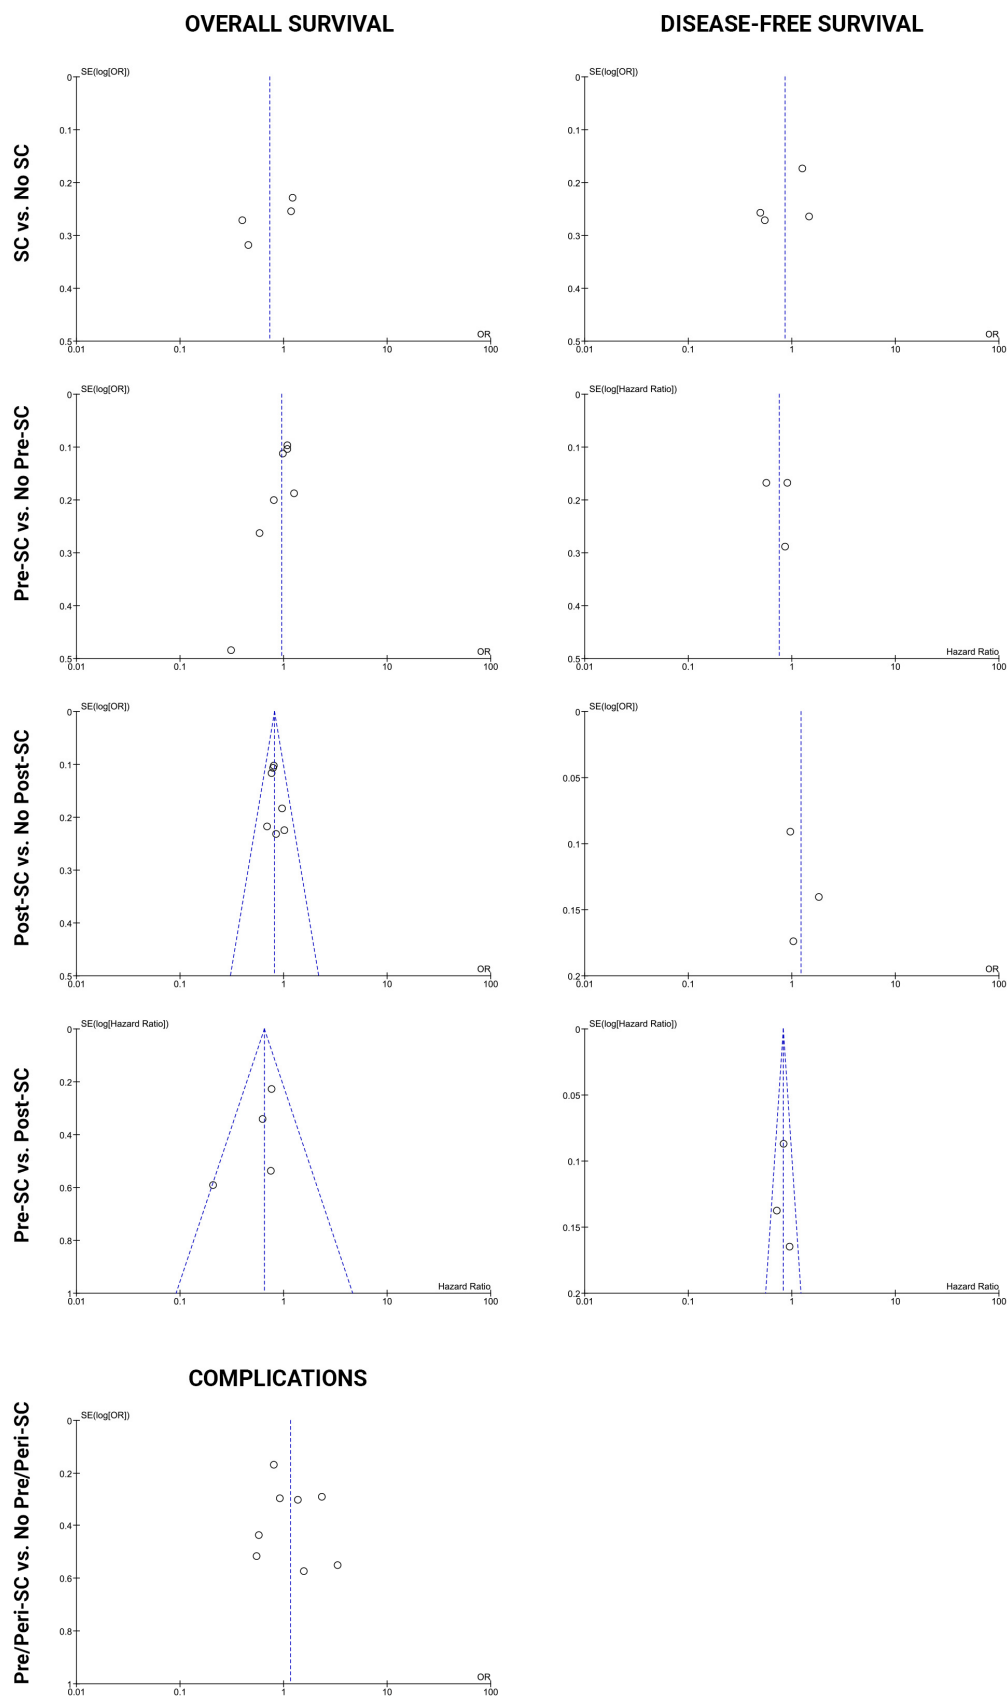 OVERALL SURVIVAL
DISEASE-FREE SURVIVAL
SC vs. No SC
SE(log[OR])
0
0.1
0.2
0.3
0.4
0.5
OR
0.01 0.1 1 10 100
SE(log[OR])
0
0.1
0.2
0.3
0.4
0.5
OR
0.01 0.1 1 10 100
Pre-SC vs. No Pre-SC
SE(log[OR])
0
0.1
0.2
0.3
0.4
0.5
OR
0.01 0.1 1 10 100
SE(log[Hazard Ratio])
0
0.1
0.2
0.3
0.4
0.5
Hazard Ratio
0.01 0.1 1 10 100
Post-SC vs. No Post-SC
SE(log[OR])
0
0.1
0.2
0.3
0.4
0.5
OR
0.01 0.1 1 10 100
SE(log[OR])
0
0.05
0.1
0.15
0.2
OR
0.01 0.1 1 10 100
Pre-SC vs. Post-SC
SE(log[Hazard Ratio])
0
0.2
0.4
0.6
0.8
1
Hazard Ratio
0.01 0.1 1 10 100
SE(log[Hazard Ratio])
0
0.05
0.1
0.15
0.2
Hazard Ratio
0.01 0.1 1 10 100
COMPLICATIONS
Pre/Peri-SC vs. No Pre/Peri-SC
SE(log[OR])
0
0.2
0.4
0.6
0.8
1
OR
0.01 0.1 1 10 100